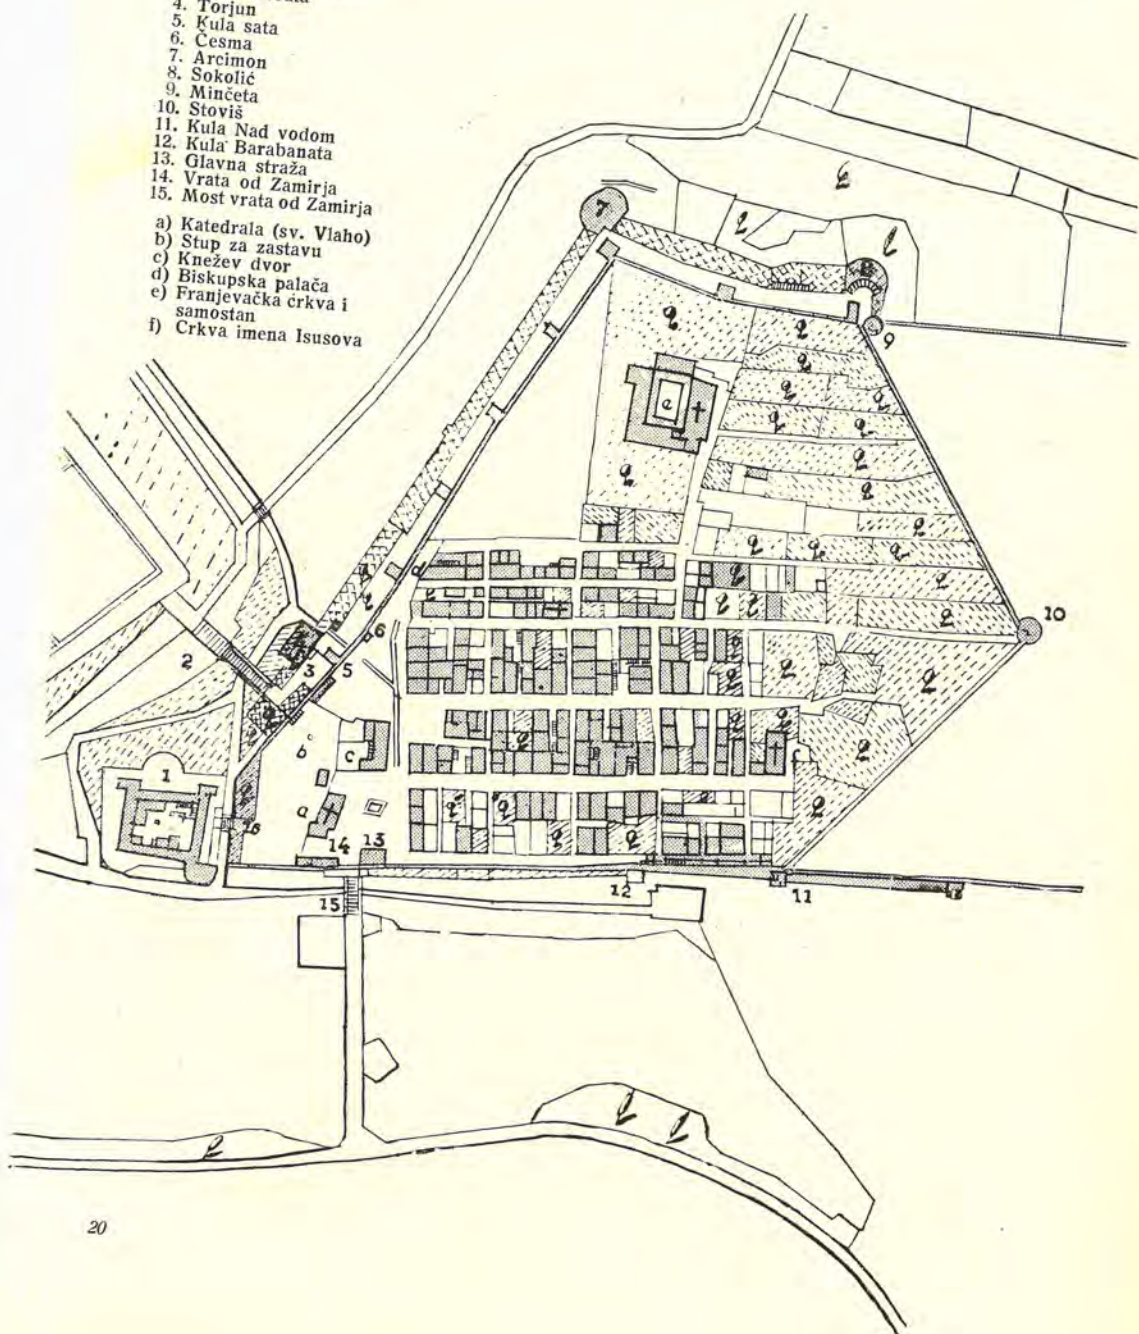 4. Torjun
5. Kula sata
6. Česma
7. Arcimon
8. Sokolić
9. Minčeta
10. Stoviš
11. Kula Nad vodom
12. Kula Barabanata
13. Glavna straža
14. Vrata od Zamirja
15. Most vrata od Zamirja
a) Katedrala (sv. Vlaho)
b) Stup za zastavu
c) Knežev dvor
d) Biskupska palača
e) Franjevačka crkva i
samostan
f) Crkva imena Isusova
7
8
9
e
10
d
6
2
3
5
b
c
f
1
a
14
13
12
11
15
20